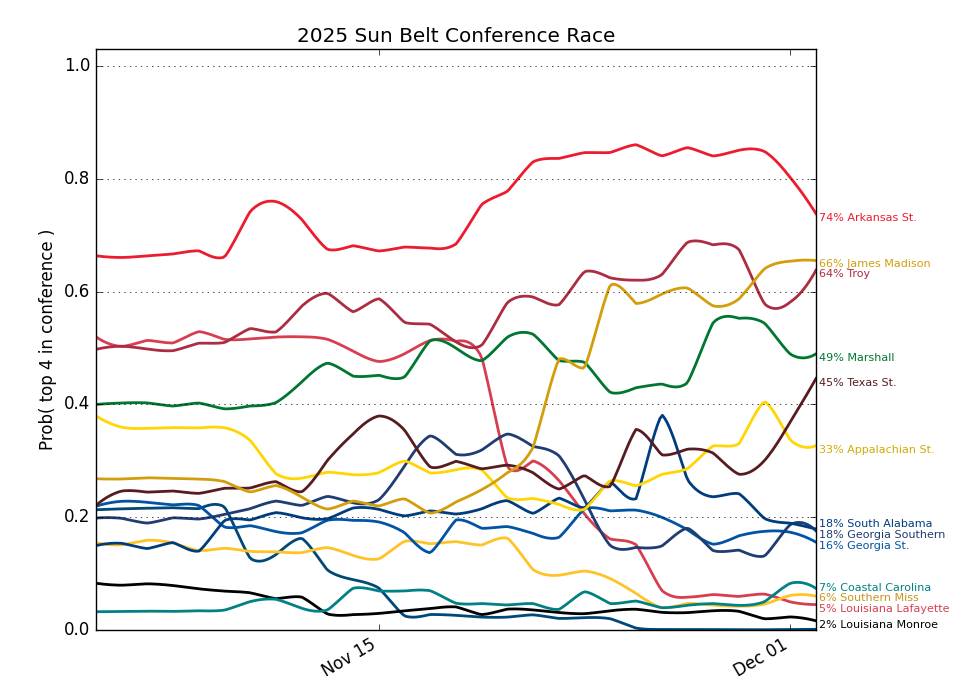 2025 Sun Belt Conference Race
Prob( top 4 in conference )
1.0
0.8
0.6
0.4
0.2
0.0
Nov 15
Dec 01
74% Arkansas St.
66% James Madison
64% Troy
49% Marshall
45% Texas St.
33% Appalachian St.
18% South Alabama
18% Georgia Southern
16% Georgia St.
7% Coastal Carolina
6% Southern Miss
5% Louisiana Lafayette
2% Louisiana Monroe